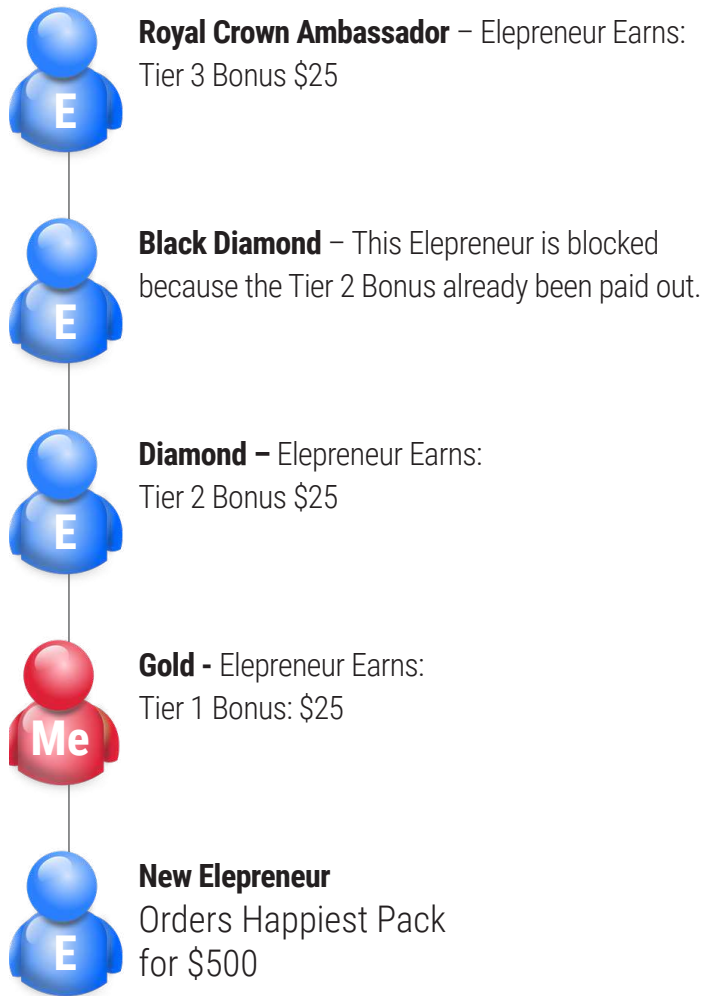 Royal Crown Ambassador – Elepreneur Earns:
Tier 3 Bonus $25
E
Black Diamond – This Elepreneur is blocked
because the Tier 2 Bonus already been paid out.
E
Diamond – Elepreneur Earns:
Tier 2 Bonus $25
E
Gold - Elepreneur Earns:
Tier 1 Bonus: $25
Me
New Elepreneur
Orders Happiest Pack
for $500
E